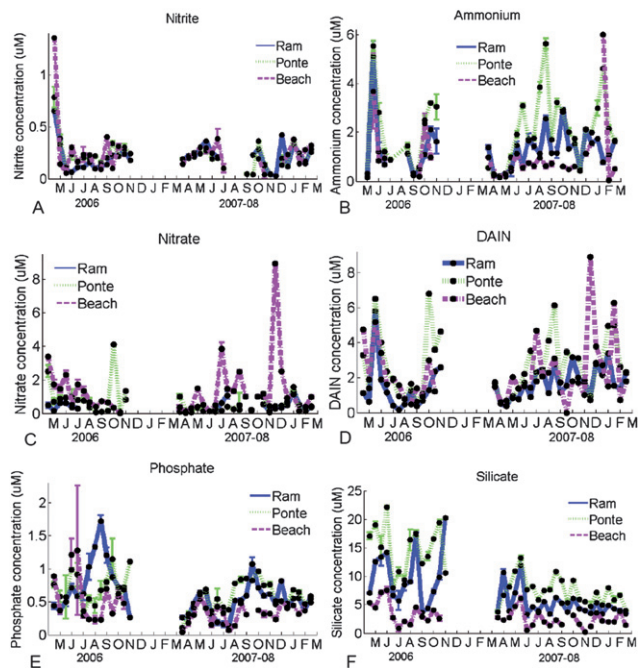 Nitrite
Nitrite concentration (uM)
1
0.5
0
Ram
Ponte
Beach
M J J A S O N D J F M A M J J A S O N D J F M
2006
2007-08
A
Ammonium
Ammonium concentration (uM)
6
4
2
0
Ram
Ponte
Beach
M J J A S O N D J F M A M J J A S O N D J F M
2006
2007-08
B
Nitrate
Nitrate concentration (uM)
8
6
4
2
0
Ram
Ponte
Beach
M J J A S O N D J F M A M J J A S O N D J F M
2006
2007-08
C
DAIN
DAIN concentration (uM)
8
6
4
2
0
Ram
Ponte
Beach
M J J A S O N D J F M A M J J A S O N D J F M
2006
2007-08
D
Phosphate
Phosphate concentration (uM)
2
1.5
1
0.5
0
Ram
Ponte
Beach
M J J A S O N D J F M A M J J A S O N D J F M
2006
2007-08
E
Silicate
Silicate concentration (uM)
25
20
15
10
5
0
Ram
Ponte
Beach
M J J A S O N D J F M A M J J A S O N D J F M
2006
2007-08
F